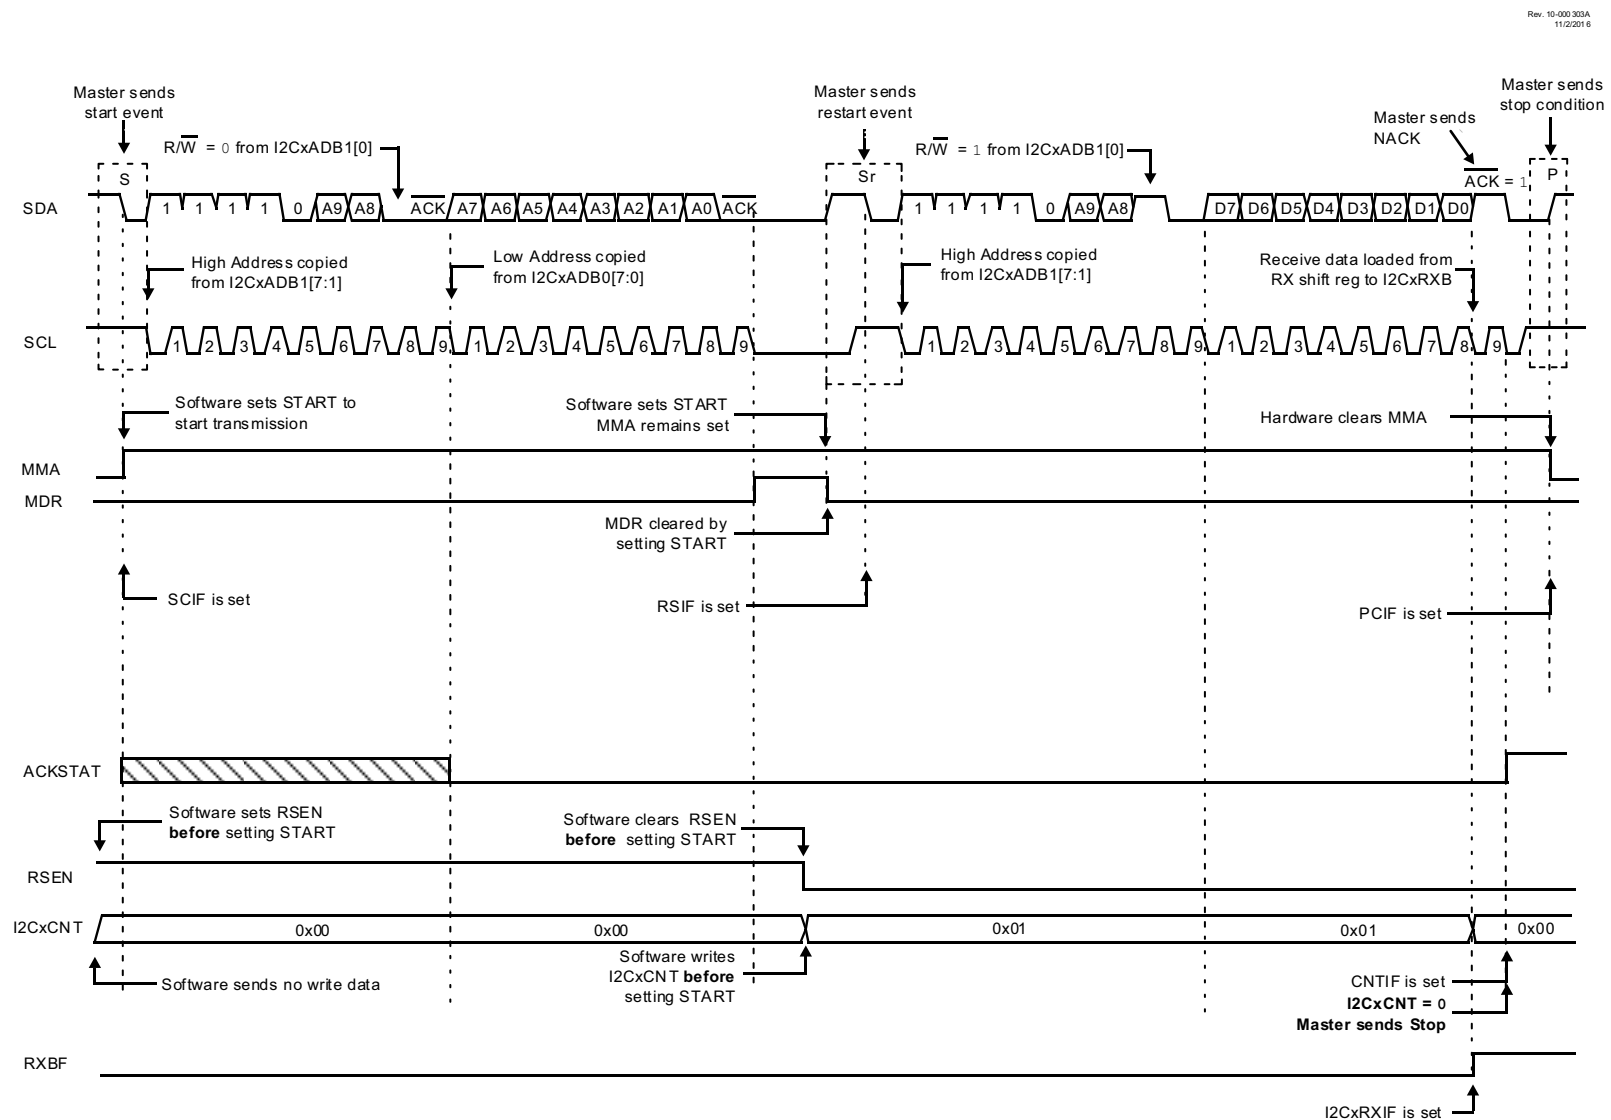 Rev. 10-000303A
11/2/2016
Master sends
start event
Master sends
restart event
Master sends
stop condition
Master sends
NACK
R/W = 0 from I2CxADB1[0]
R/W = 1 from I2CxADB1[0]
ACK = 1
S
Sr
P
SDA
1 1 1 1 0 A9 A8 ACK A7 A6 A5 A4 A3 A2 A1 A0 ACK 1 1 1 1 0 A9 A8 D7 D6 D5 D4 D3 D2 D1 D0
High Address copied
from I2CxADB1[7:1]
Low Address copied
from I2CxADB0[7:0]
High Address copied
from I2CxADB1[7:1]
Receive data loaded from
RX shift reg to I2CxRXB
SCL
1 2 3 4 5 6 7 8 9 1 2 3 4 5 6 7 8 9 1 2 3 4 5 6 7 8 9 1 2 3 4 5 6 7 8 9
Software sets START to
start transmission
Software sets START
MMA remains set
Hardware clears MMA
MMA
MDR
MDR cleared by
setting START
SCIF is set
RSIF is set
PCIF is set
ACKSTAT
Software sets RSEN
before setting START
Software clears RSEN
before setting START
RSEN
I2CxCNT
0x00 0x00 0x01 0x01 0x00
Software sends no write data
Software writes
I2CxCNT before
setting START
CNTIF is set
I2CxCNT = 0
Master sends Stop
RXBF
I2CxRXIF is set